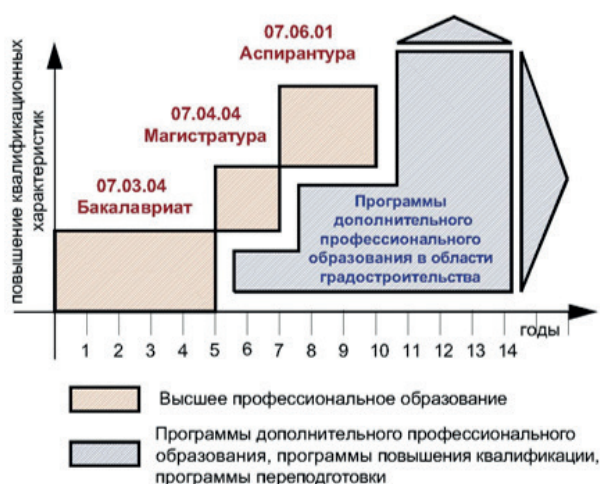 07.06.01
Аспирантура
07.04.04
Магистратура
07.03.04
Бакалавриат
повышение квалификационных
характеристик
Программы
дополнительного
профессионального
образования в области
градостроительства
годы
1 2 3 4 5 6 7 8 9 10 11 12 13 14
Высшее профессиональное образование
Программы дополнительного профессионального
образования, программы повышения квалификации,
программы переподготовки